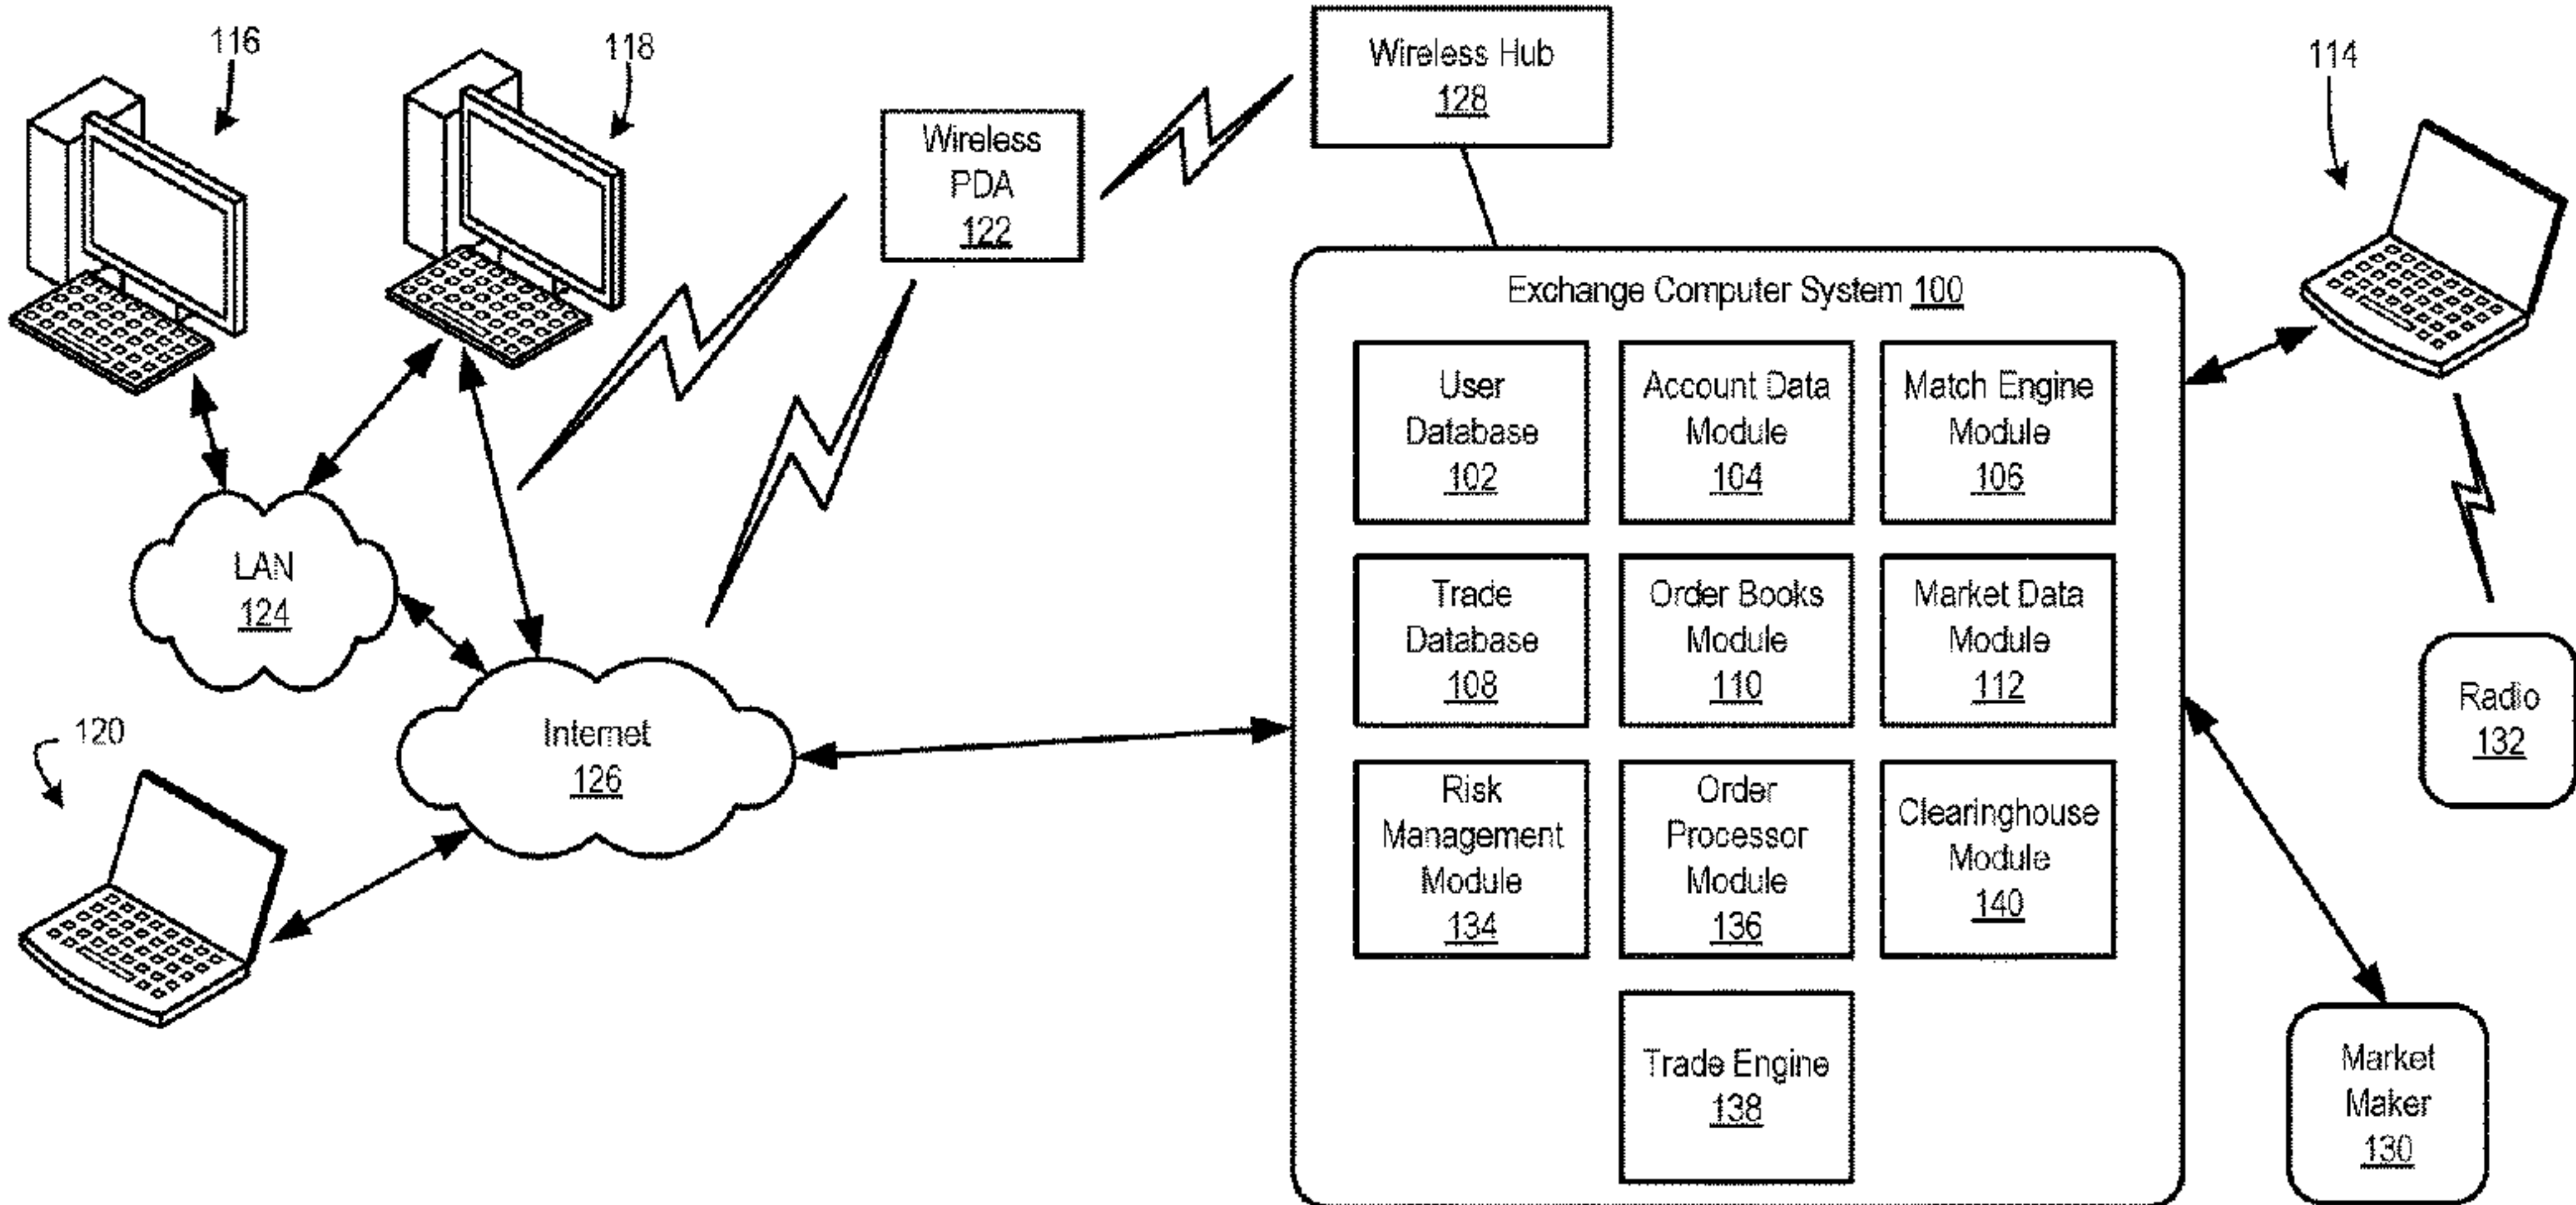 116
118
Wireless Hub
128
114
Wireless
PDA
122
Exchange Computer System 100
User
Database
102
Account Data
Module
104
Match Engine
Module
106
LAN
124
Trade
Database
108
Order Books
Module
110
Market Data
Module
112
Radio
132
120
Internet
126
Risk
Management
Module
134
Order
Processor
Module
136
Clearinghouse
Module
140
Trade Engine
138
Market
Maker
130